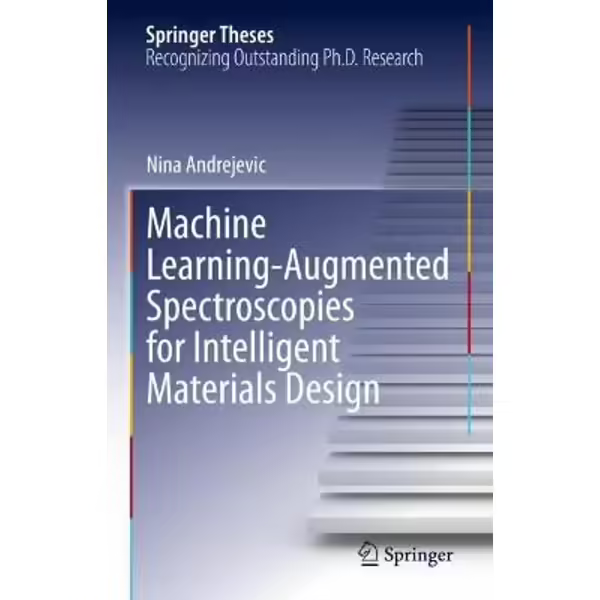 Springer Theses
Recognizing Outstanding Ph.D. Research
Nina Andrejevic
Machine
Learning-Augmented
Spectroscopies
for Intelligent
Materials Design
Springer